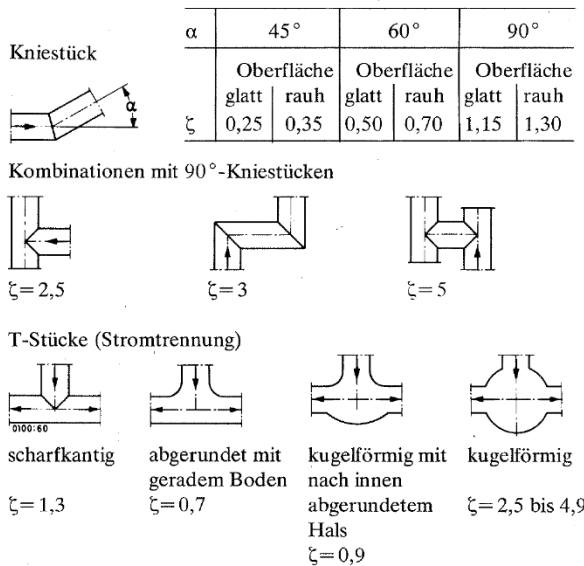 Kniestück
α
α 45° 60° 90°
Oberfläche Oberfläche Oberfläche
glatt rauh glatt rauh glatt rauh
ζ 0,25 0,35 0,50 0,70 1,15 1,30
Kombinationen mit 90°-Kniestücken
ζ=2,5 ζ=3 ζ=5
T-Stücke (Stromtrennung)
0100:60
scharfkantig
ζ=1,3
abgerundet mit
geradem Boden
ζ=0,7
kugelförmig mit
nach innen
abgerundetem
Hals
ζ=0,9
kugelförmig
ζ=2,5 bis 4,9